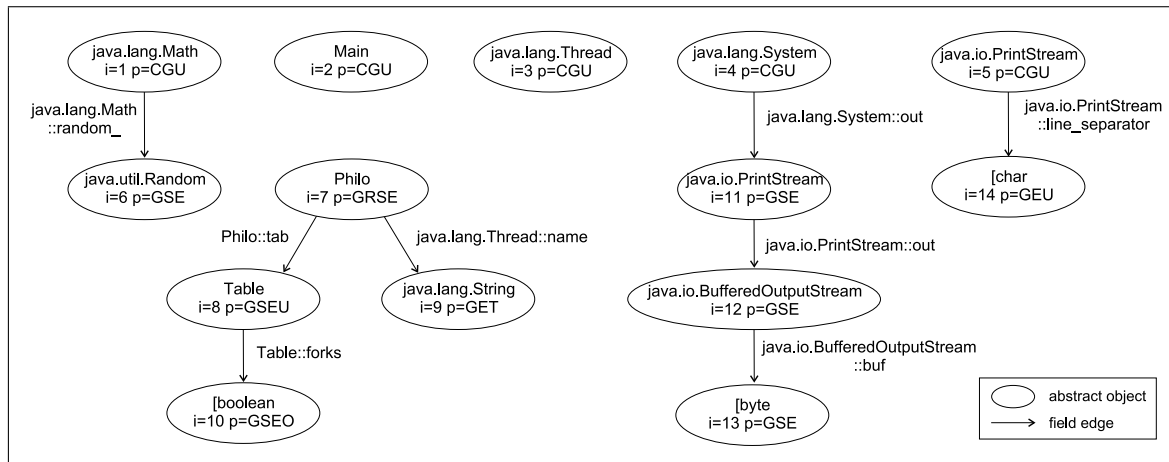 java.lang.Math
i=1 p=CGU
Main
i=2 p=CGU
java.lang.Thread
i=3 p=CGU
java.lang.System
i=4 p=CGU
java.io.PrintStream
i=5 p=CGU
java.lang.Math
::random_
java.lang.System::out
java.io.PrintStream
::line_separator
java.util.Random
i=6 p=GSE
Philo
i=7 p=GRSE
java.io.PrintStream
i=11 p=GSE
[char
i=14 p=GEU
Philo::tab
java.lang.Thread::name
java.io.PrintStream::out
Table
i=8 p=GSEU
java.lang.String
i=9 p=GET
java.io.BufferedOutputStream
i=12 p=GSE
Table::forks
java.io.BufferedOutputStream
::buf
[boolean
i=10 p=GSEO
[byte
i=13 p=GSE
abstract object
field edge